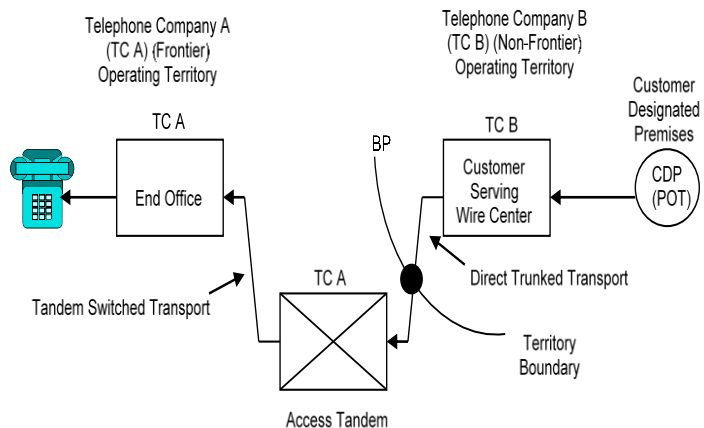 Telephone Company A
(TC A) (Frontier)
Operating Territory
Telephone Company B
(TC B) (Non-Frontier)
Operating Territory
Customer
Designated
Premises
TC A
BP
TC B
End Office
Customer
Serving
Wire Center
CDP
(POT)
Tandem Switched Transport
TC A
Direct Trunked Transport
Territory
Boundary
Access Tandem